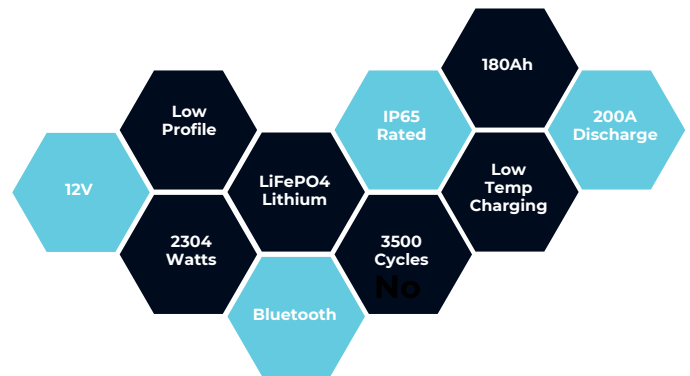 180Ah
Low
Profile
IP65
Rated
200A
Discharge
12V
LiFePO4
Lithium
Low
Temp
Charging
2304
Watts
3500
Cycles
No
Bluetooth